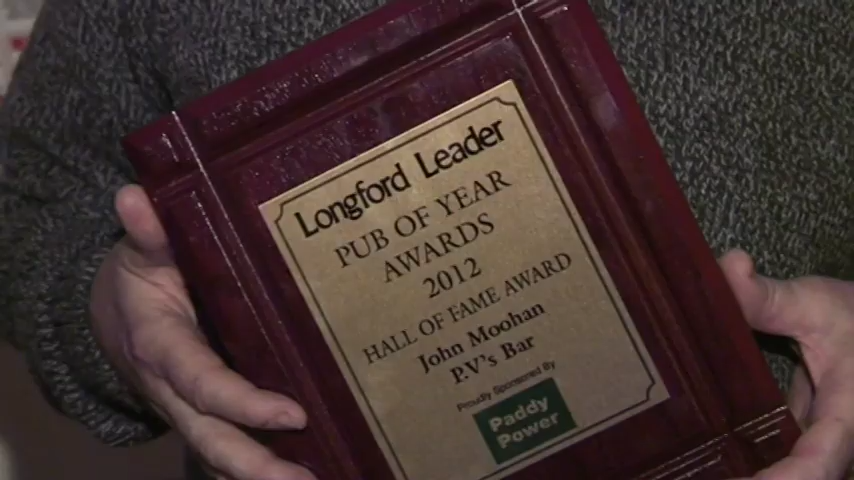 Longford Leader
PUB OF YEAR
AWARDS
2012
HALL OF FAME AWARD
John Moohan
P.V's Bar
Proudly Sponsored By
Paddy
Power